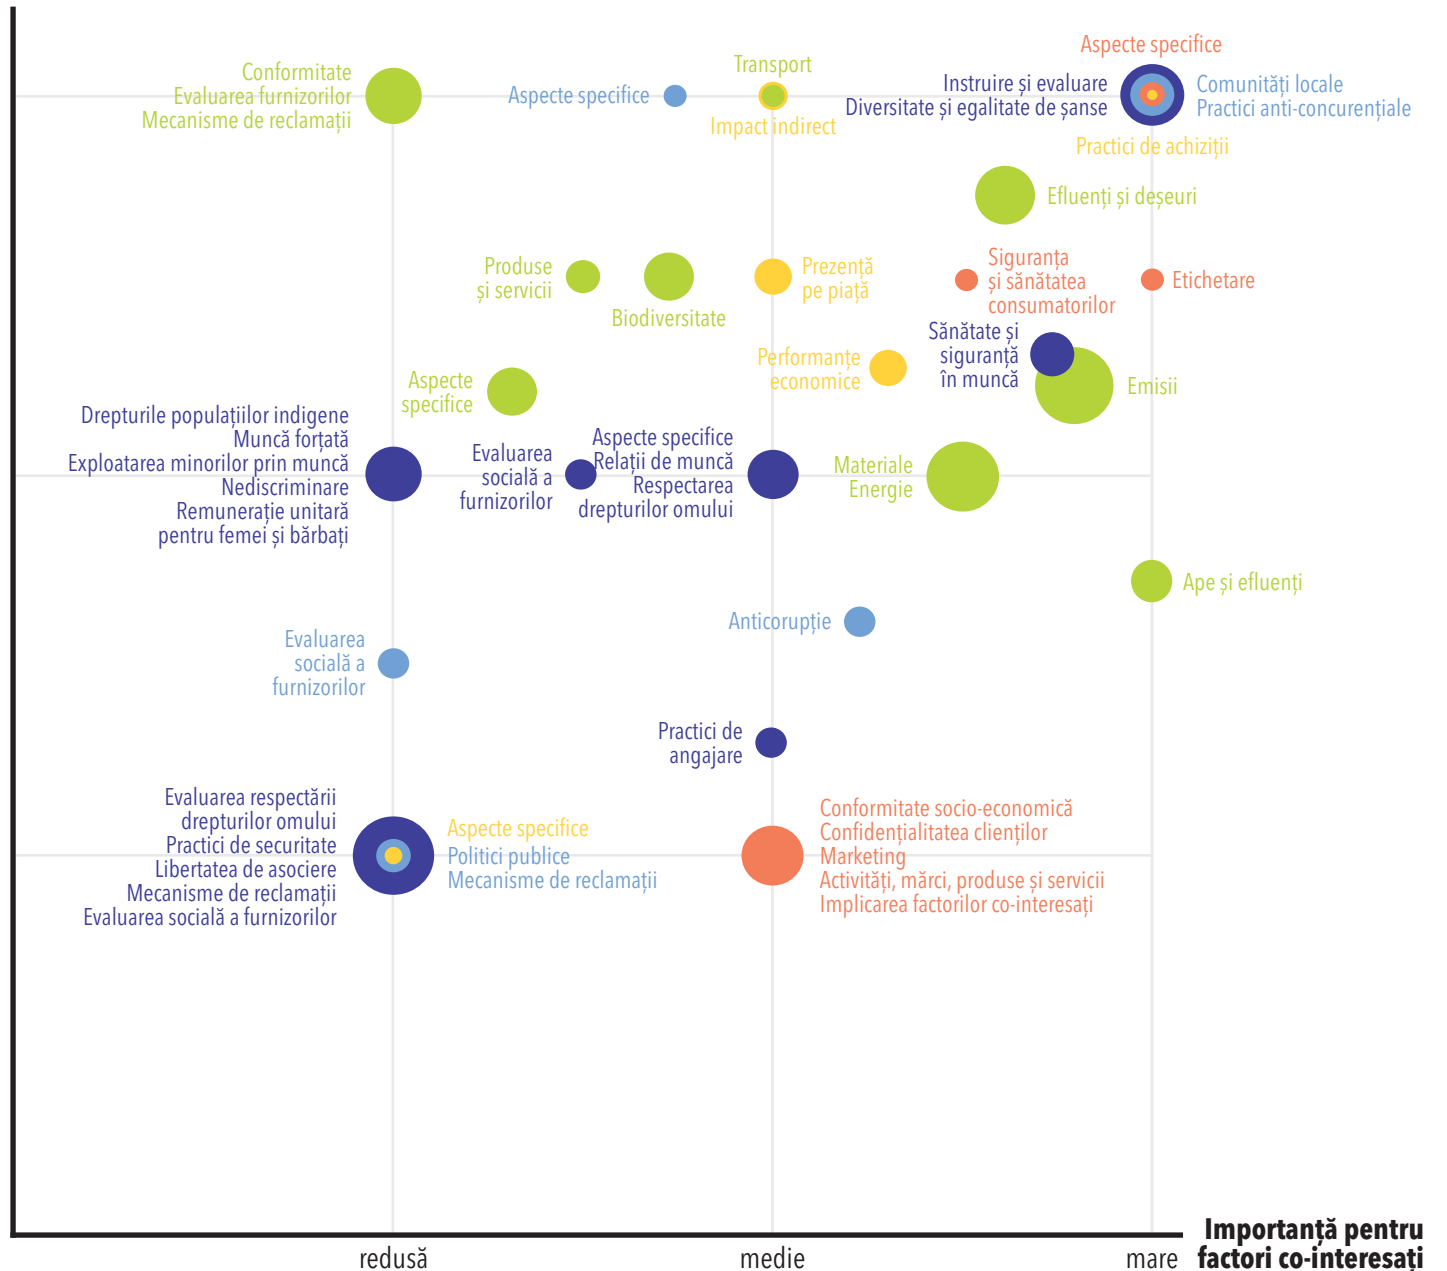 Aspecte specifice
Conformitate
Evaluarea furnizorilor
Mecanisme de reclamații
Aspecte specifice
Transport
Impact indirect
Instruire și evaluare
Diversitate și egalitate de șanse
Comunități locale
Practici anti-concurențiale
Practici de achiziții
Efluenți și deșeuri
Produse
și servicii
Biodiversitate
Prezență
pe piață
Siguranța
și sănătatea
consumatorilor
Etichetare
Sănătate și
siguranță
în muncă
Performanțe
economice
Emisii
Aspecte
specifice
Drepturile populațiilor indigene
Muncă forțată
Exploatarea minorilor prin muncă
Nediscriminare
Remunerație unitară
pentru femei și bărbați
Evaluarea
socială a
furnizorilor
Aspecte specifice
Relații de muncă
Respectarea
drepturilor omului
Materiale
Energie
Ape și efluenți
Anticorupție
Evaluarea
socială a
furnizorilor
Practici de
angajare
Evaluarea respectării
drepturilor omului
Practici de securitate
Libertatea de asociere
Mecanisme de reclamații
Evaluarea socială a furnizorilor
Aspecte specifice
Politici publice
Mecanisme de reclamații
Conformitate socio-economică
Confidențialitatea clienților
Marketing
Activități, mărci, produse și servicii
Implicarea factorilor co-interesați
redusă
medie
mare
Importanță pentru
factori co-interesați